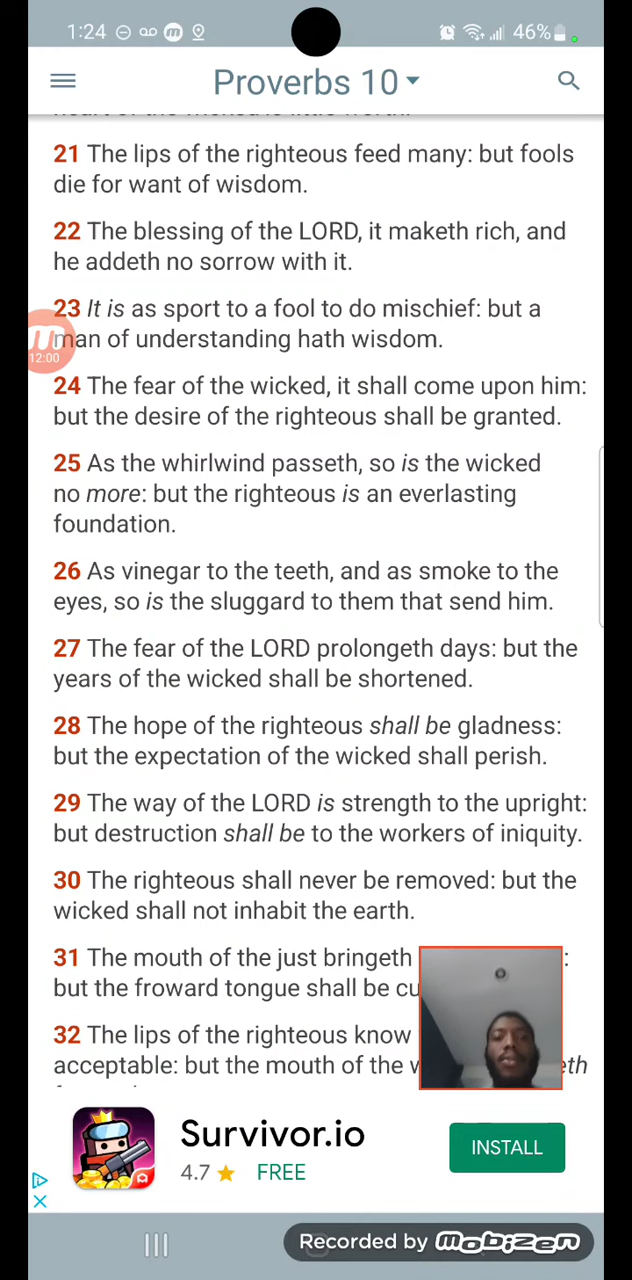 1:24 46%
Proverbs 10
21 The lips of the righteous feed many: but fools
die for want of wisdom.
22 The blessing of the LORD, it maketh rich, and
he addeth no sorrow with it.
23 It is as sport to a fool to do mischief: but a
man of understanding hath wisdom.
12:00
24 The fear of the wicked, it shall come upon him:
but the desire of the righteous shall be granted.
25 As the whirlwind passeth, so is the wicked
no more: but the righteous is an everlasting
foundation.
26 As vinegar to the teeth, and as smoke to the
eyes, so is the sluggard to them that send him.
27 The fear of the LORD prolongeth days: but the
years of the wicked shall be shortened.
28 The hope of the righteous shall be gladness:
but the expectation of the wicked shall perish.
29 The way of the LORD is strength to the upright:
but destruction shall be to the workers of iniquity.
30 The righteous shall never be removed: but the
wicked shall not inhabit the earth.
31 The mouth of the just bringeth :
but the froward tongue shall be cu
32 The lips of the righteous know
acceptable: but the mouth of the eth
Survivor.io
4.7 FREE
INSTALL
Recorded by mobizen